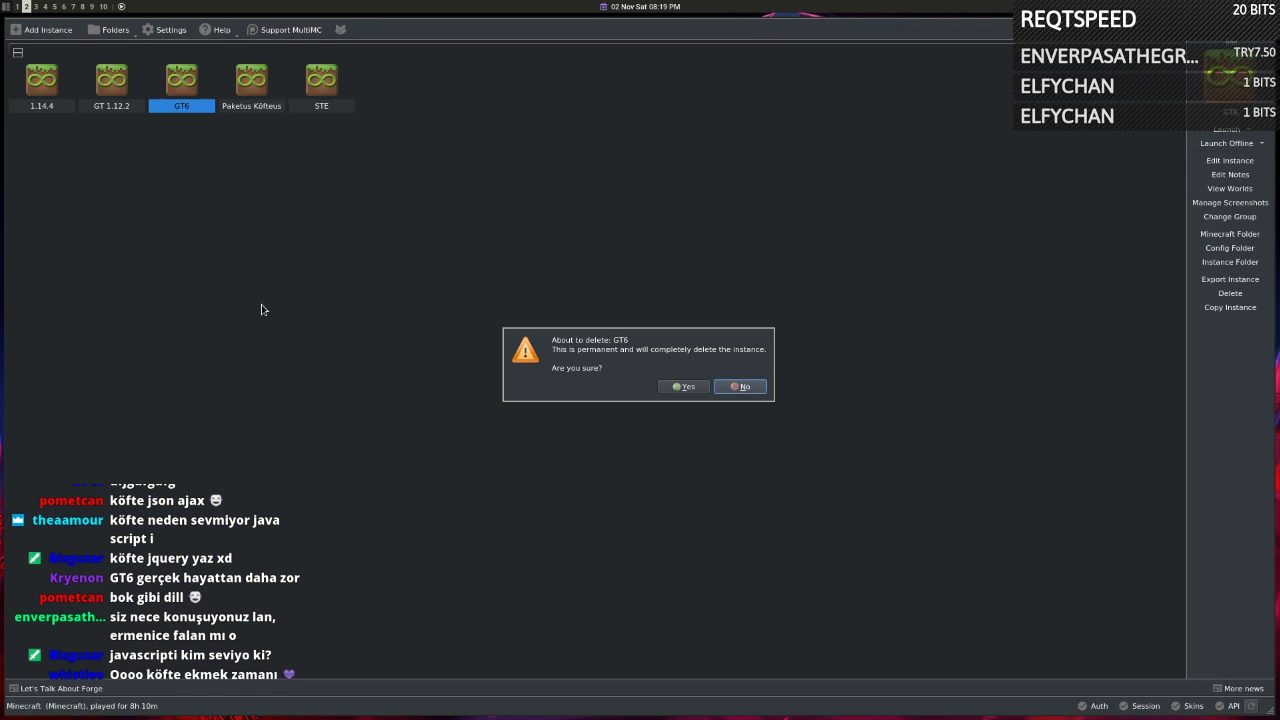 1 2 3 4 5 6 7 8 9 10
02 Nov Sat 08:19 PM
Add Instance
Folders
Settings
Help
Support MultiMC
REQTSPEED 20 BITS
ENVERPASATHEGR... TRY7.50
ELFYCHAN 1 BITS
ELFYCHAN 1 BITS
1.14.4
GT 1.12.2
GT6
Paketus Köfteus
STE
Launch
Launch Offline
Edit Instance
Edit Notes
View Worlds
Manage Screenshots
Change Group
Minecraft Folder
Config Folder
Instance Folder
Export Instance
Delete
Copy Instance
About to delete: GT6
This is permanent and will completely delete the instance.
Are you sure?
Yes
No
pometcan köfte json ajax
theaamour köfte neden sevmiyor java
script i
köfte jquery yaz xd
Kryenon GT6 gerçek hayattan daha zor
pometcan bok gibi dill
enverpasath... siz nece konuşuyonuz lan,
ermenice falan mı o
javascripti kim seviyo ki?
Oooo köfte ekmek zamanı
Let's Talk About Forge
More news
Minecraft (Minecraft), played for 8h 10m
Auth
Session
Skins
API